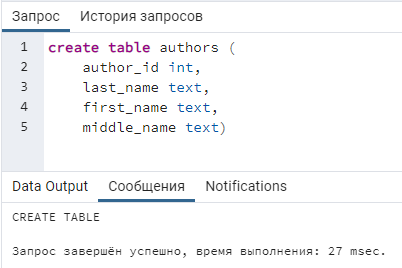 Запрос История запросов
1 create table authors (
2 author_id int,
3 last_name text,
4 first_name text,
5 middle_name text)
Data Output Сообщения Notifications
CREATE TABLE
Запрос завершён успешно, время выполнения: 27 msec.